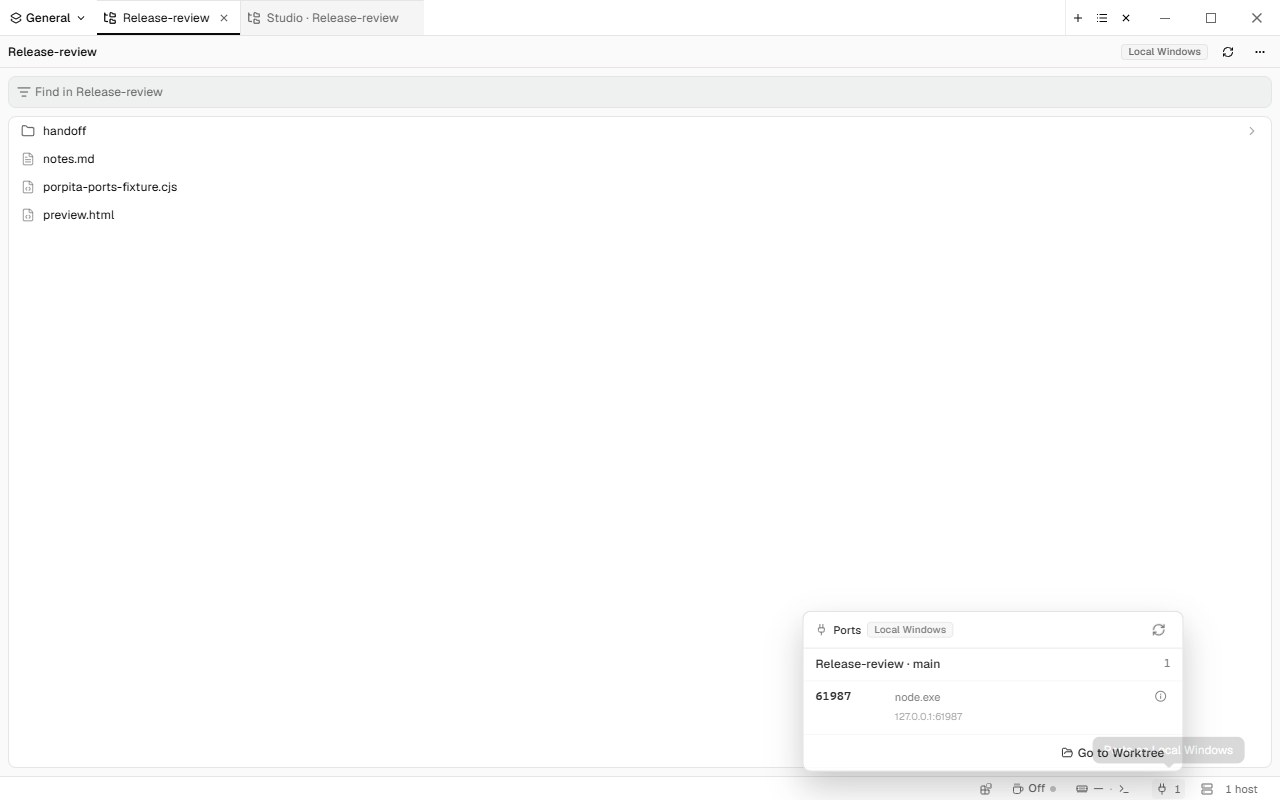 General
Release-review
Studio · Release-review
Release-review
Local Windows
Find in Release-review
handoff
notes.md
porpita-ports-fixture.cjs
preview.html
Ports
Local Windows
Release-review · main
1
61987
node.exe
127.0.0.1:61987
Go to Worktree
Local Windows
Off
1
1 host